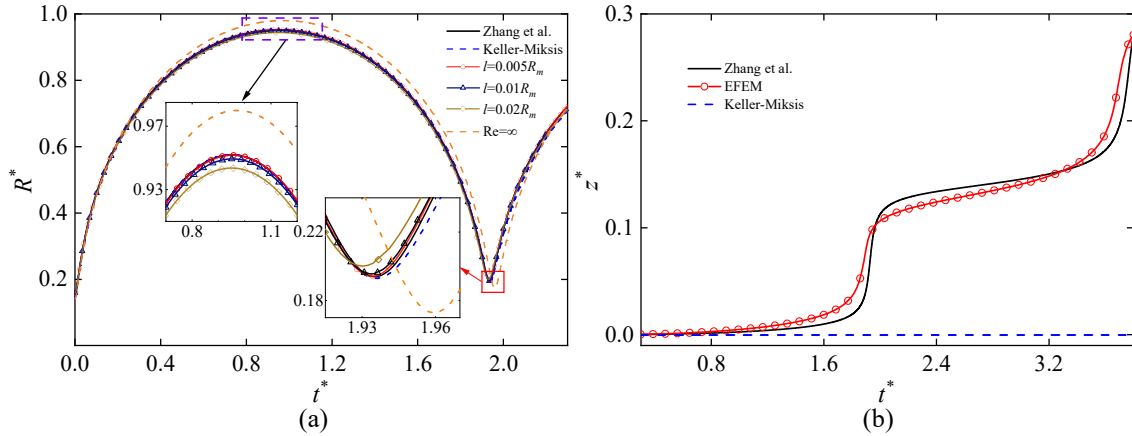 (a)
1.0
0.8
0.6
0.4
0.2
R*
0.0 0.4 0.8 1.2 1.6 2.0
t*
Zhang et al.
Keller-Miksis
l=0.005R_m
l=0.01R_m
l=0.02R_m
Re=∞
0.97
0.93
0.8 1.1
0.22
0.18
1.93 1.96
(a)
(b)
0.3
0.2
0.1
0.0
z*
0.8 1.6 2.4 3.2
t*
Zhang et al.
EFEM
Keller-Miksis
(b)